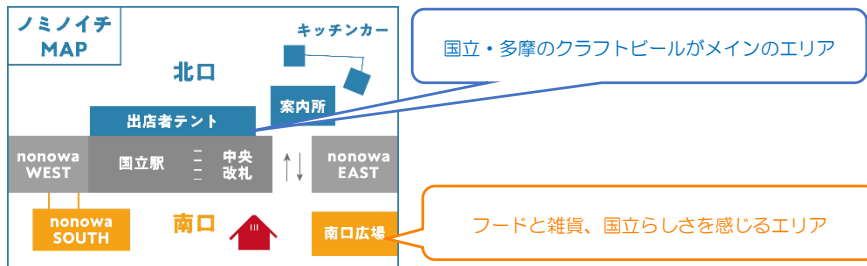 ノミノイチ
MAP
キッチンカー
北口
国立・多摩のクラフトビールがメインのエリア
案内所
出店者テント
nonowa
WEST
国立駅
中央
改札
nonowa
EAST
nonowa
SOUTH
南口
南口広場
フードと雑貨、国立らしさを感じるエリア